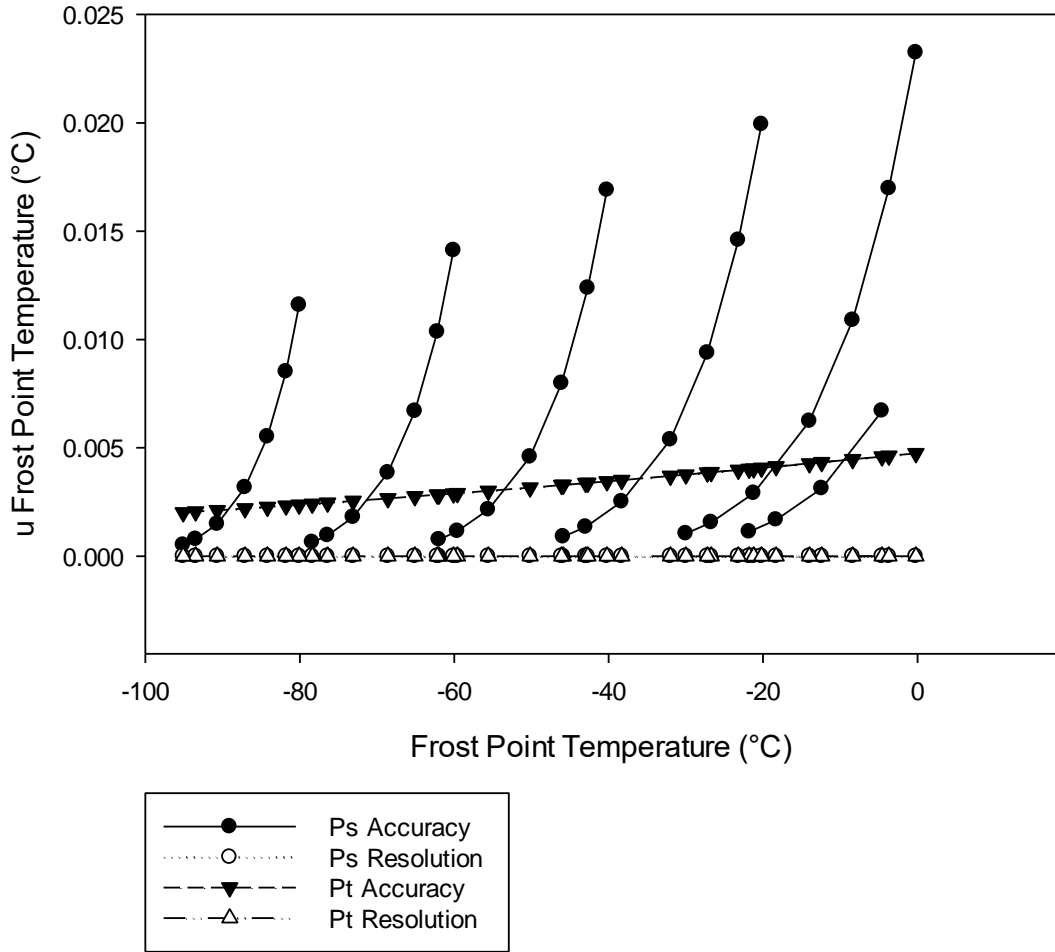 0.025
0.020
0.015
0.010
0.005
0.000
u Frost Point Temperature (°C)
-100 -80 -60 -40 -20 0
Frost Point Temperature (°C)
Ps Accuracy
Ps Resolution
Pt Accuracy
Pt Resolution